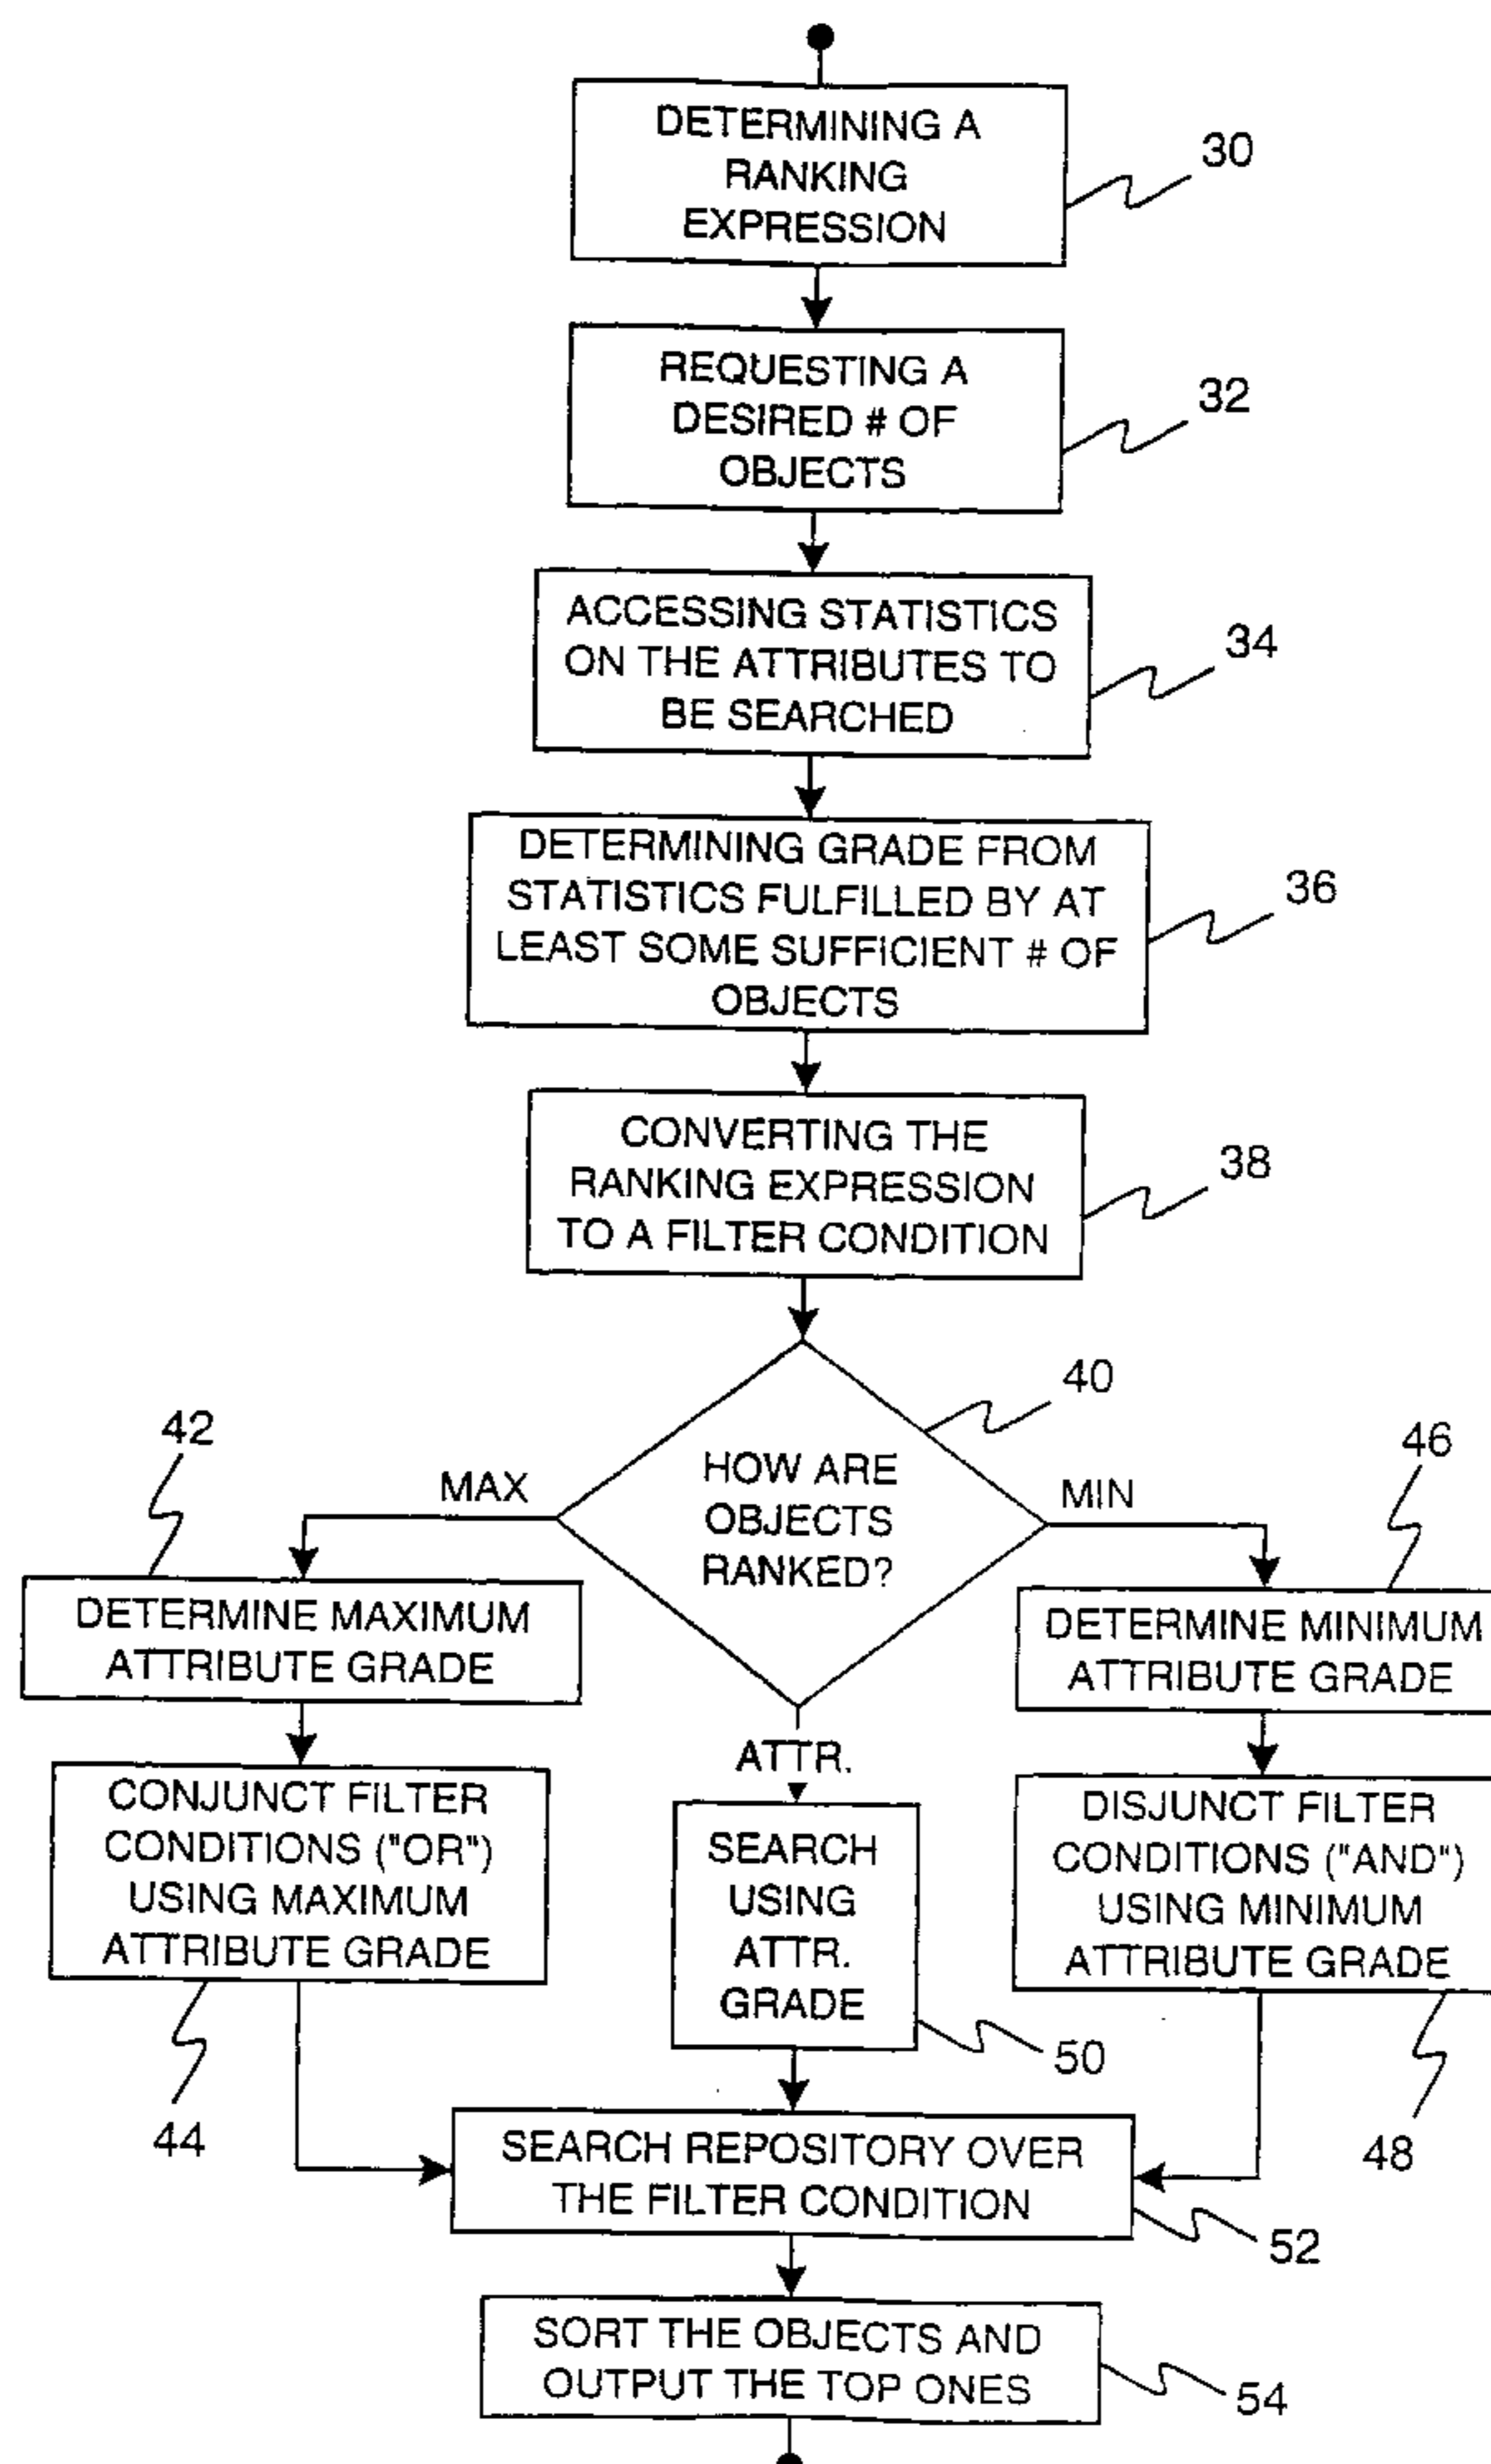 DETERMINING A
RANKING
EXPRESSION
30
REQUESTING A
DESIRED # OF
OBJECTS
32
ACCESSING STATISTICS
ON THE ATTRIBUTES TO
BE SEARCHED
34
DETERMINING GRADE FROM
STATISTICS FULFILLED BY AT
LEAST SOME SUFFICIENT # OF
OBJECTS
36
CONVERTING THE
RANKING EXPRESSION
TO A FILTER CONDITION
38
40
HOW ARE
OBJECTS
RANKED?
MAX
MIN
42
DETERMINE MAXIMUM
ATTRIBUTE GRADE
46
DETERMINE MINIMUM
ATTRIBUTE GRADE
ATTR.
CONJUNCT FILTER
CONDITIONS ("OR")
USING MAXIMUM
ATTRIBUTE GRADE
44
SEARCH
USING
ATTR.
GRADE
50
DISJUNCT FILTER
CONDITIONS ("AND")
USING MINIMUM
ATTRIBUTE GRADE
48
SEARCH REPOSITORY OVER
THE FILTER CONDITION
52
SORT THE OBJECTS AND
OUTPUT THE TOP ONES
54